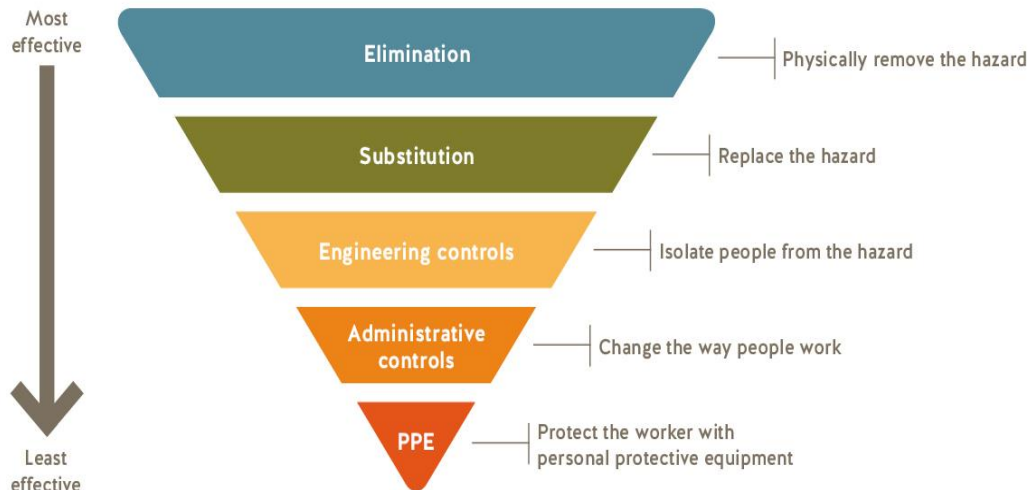 Most
effective
Elimination
Physically remove the hazard
Substitution
Replace the hazard
Engineering controls
Isolate people from the hazard
Administrative
controls
Change the way people work
PPE
Protect the worker with
personal protective equipment
Least
effective